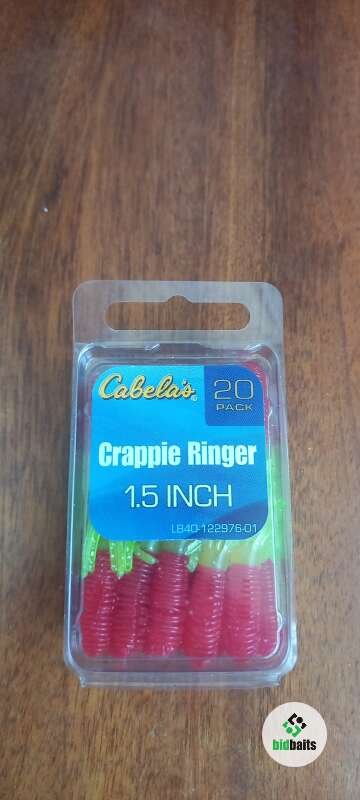 Cabela's®
20
PACK
Crappie Ringer
1.5 INCH
LB40-122976-01
bidbaits